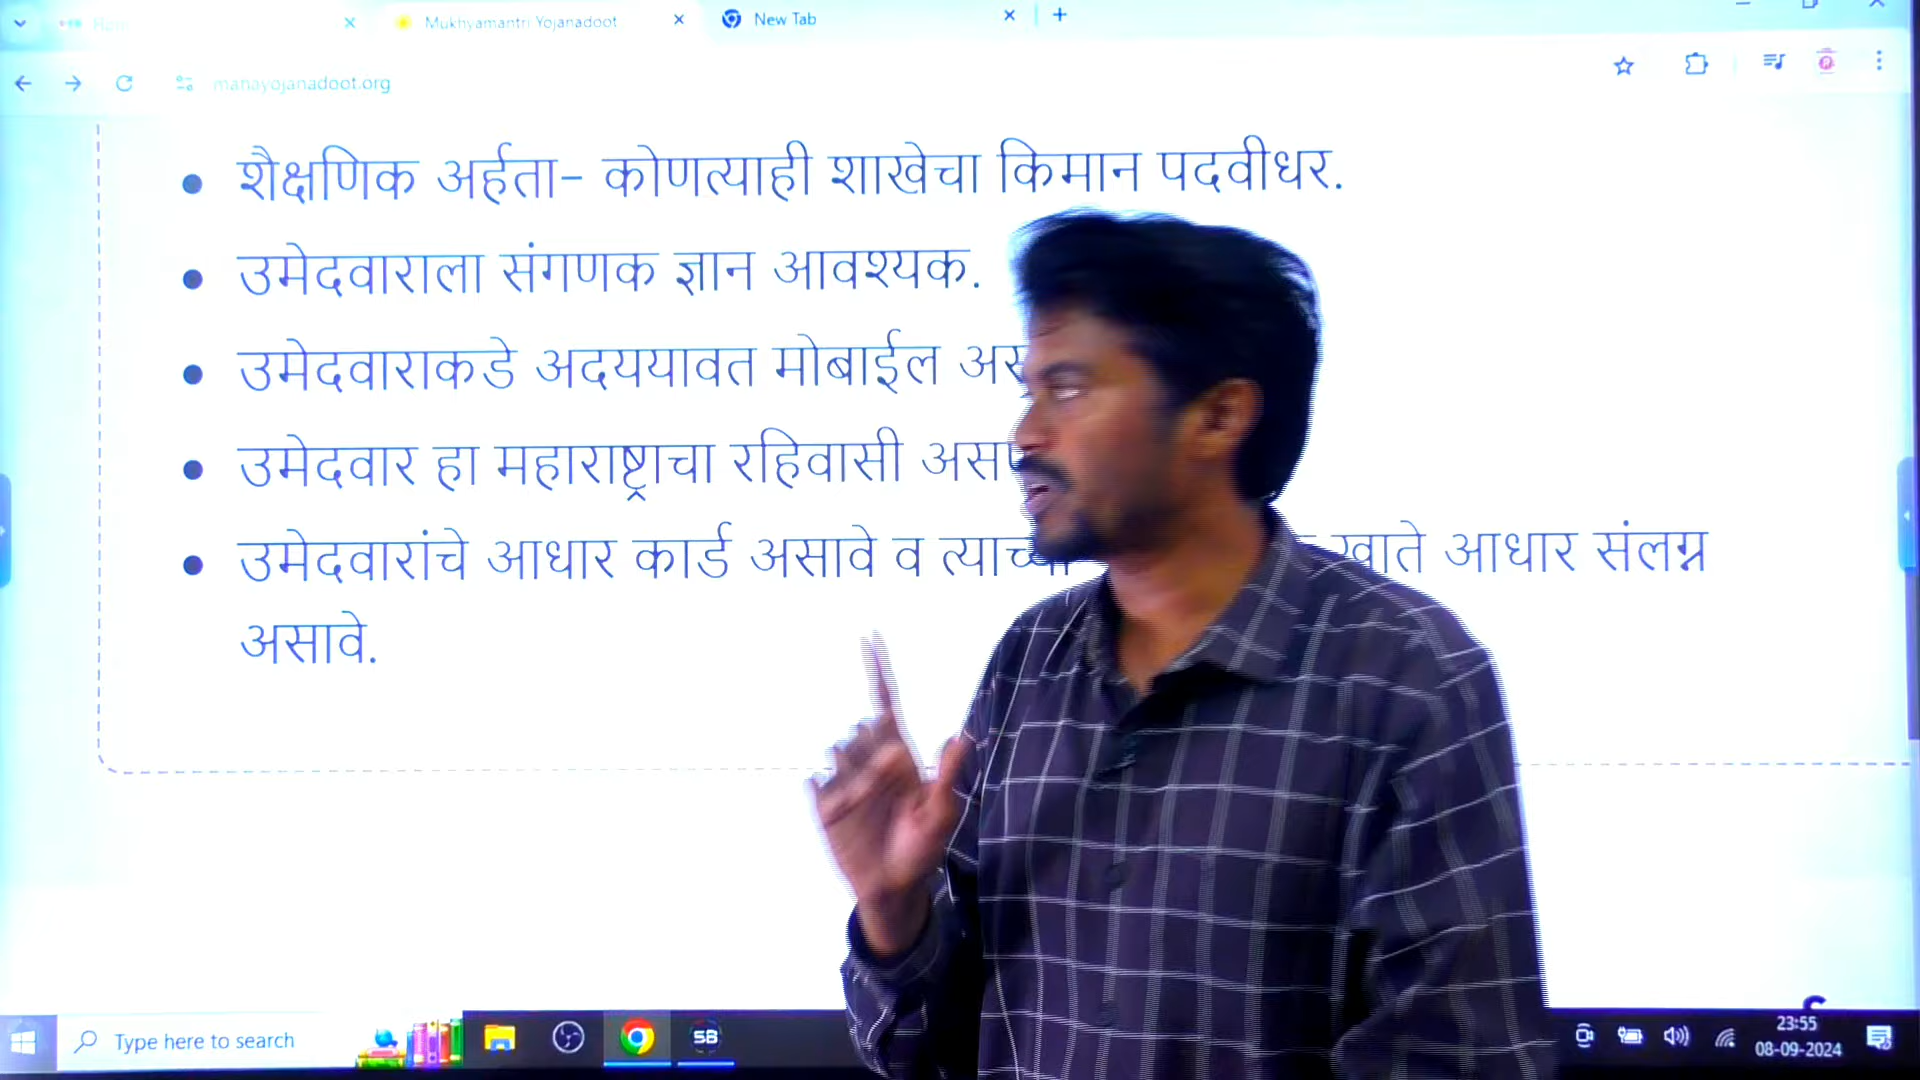 Mukhyamantri Yojanadoot
New Tab
mahayojanadoot.org
शैक्षणिक अर्हता- कोणत्याही शाखेचा किमान पदवीधर.
उमेदवाराला संगणक ज्ञान आवश्यक.
उमेदवाराकडे अदययावत मोबाईल
उमेदवार हा महाराष्ट्राचा रहिवासी
उमेदवारांचे आधार कार्ड असावे व खाते आधार संलग्न
असावे.
Type here to search
SB
23:55
08-09-2024